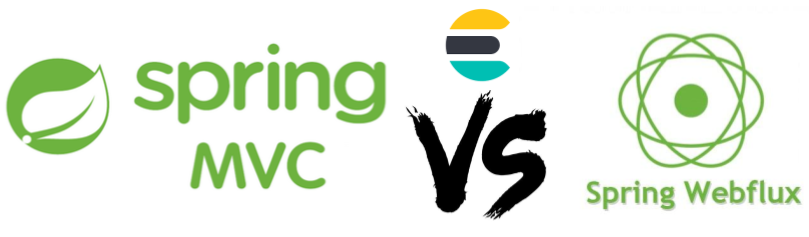 spring
MVC
VS
Spring Webflux